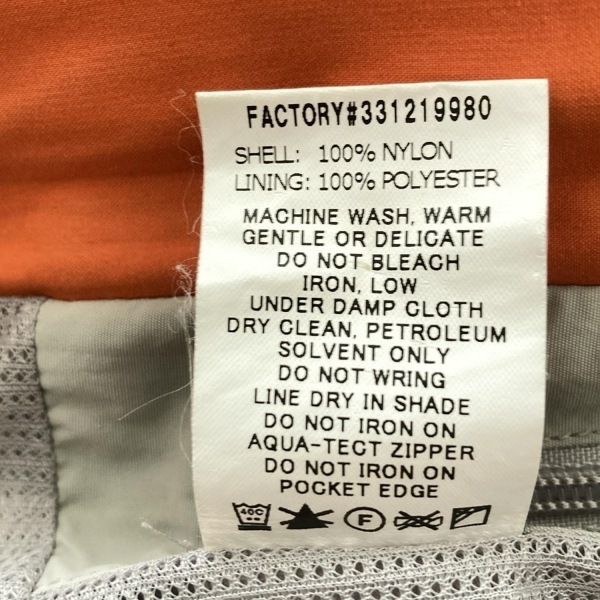 FACTORY#331219980
SHELL: 100% NYLON
LINING: 100% POLYESTER
MACHINE WASH, WARM
GENTLE OR DELICATE
DO NOT BLEACH
IRON, LOW
UNDER DAMP CLOTH
DRY CLEAN, PETROLEUM
SOLVENT ONLY
DO NOT WRING
LINE DRY IN SHADE
DO NOT IRON ON
AQUA-TECT ZIPPER
DO NOT IRON ON
POCKET EDGE
40C F